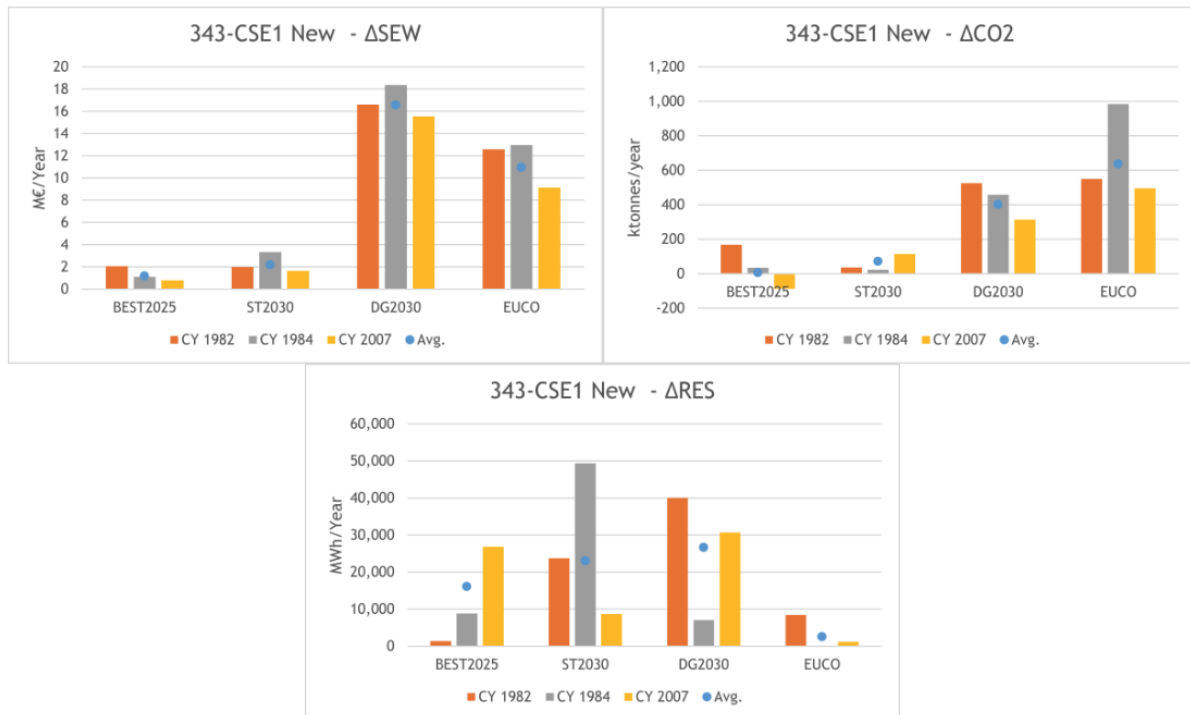 343-CSE1 New - ΔSEW
M€/Year
20
18
16
14
12
10
8
6
4
2
0
BEST2025 ST2030 DG2030 EUCO
CY 1982 CY 1984 CY 2007 Avg.
343-CSE1 New - ΔCO2
ktonnes/year
1,200
1,000
800
600
400
200
0
-200
BEST2025 ST2030 DG2030 EUCO
CY 1982 CY 1984 CY 2007 Avg.
343-CSE1 New - ΔRES
MWh/Year
60,000
50,000
40,000
30,000
20,000
10,000
0
BEST2025 ST2030 DG2030 EUCO
CY 1982 CY 1984 CY 2007 Avg.